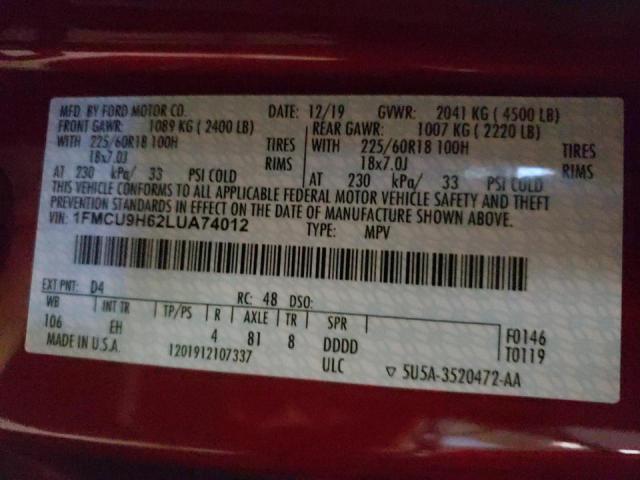 MFD. BY FORD MOTOR CO. DATE: 12/19 GVWR: 2041 KG (4500 LB)
FRONT GAWR: 1089 KG (2400 LB) REAR GAWR: 1007 KG (2220 LB)
WITH 225/60R18 100H TIRES WITH 225/60R18 100H TIRES
18x7.0J RIMS 18x7.0J RIMS
AT 230 kPa/ 33 PSI COLD AT 230 kPa/ 33 PSI COLD
THIS VEHICLE CONFORMS TO ALL APPLICABLE FEDERAL MOTOR VEHICLE SAFETY AND THEFT
PREVENTION STANDARDS IN EFFECT ON THE DATE OF MANUFACTURE SHOWN ABOVE.
VIN: 1FMCU9H62LUA74012 TYPE: MPV
EXT PNT: D4 RC: 48 DSO:
WB INT TR TP/PS R AXLE TR SPR
106 EH 4 81 8 DDDD F0146
MADE IN U.S.A. 1201912107337 ULC T0119
▽ 5U5A-3520472-AA